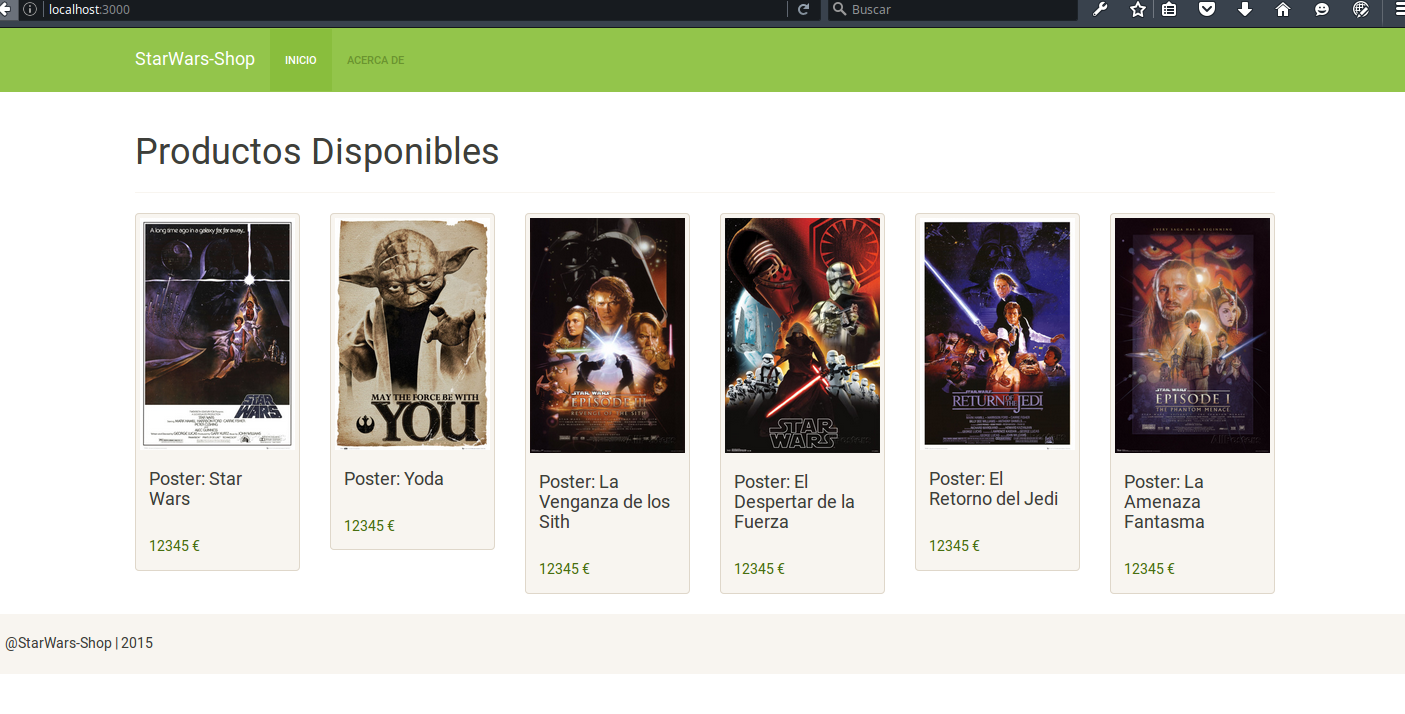 localhost:3000
Buscar
StarWars-Shop
INICIO
ACERCA DE
Productos Disponibles
A long time ago in a galaxy far, far away...
STAR WARS
MAY THE FORCE BE WITH
YOU
STAR WARS
EPISODE III
REVENGE OF THE SITH
STAR WARS
STAR WARS
RETURN OF THE JEDI
EVERY SAGA HAS A BEGINNING
STAR WARS
EPISODE I
THE PHANTOM MENACE
Poster: Star
Wars
12345 €
Poster: Yoda
12345 €
Poster: La
Venganza de los
Sith
12345 €
Poster: El
Despertar de la
Fuerza
12345 €
Poster: El
Retorno del Jedi
12345 €
Poster: La
Amenaza
Fantasma
12345 €
@StarWars-Shop | 2015